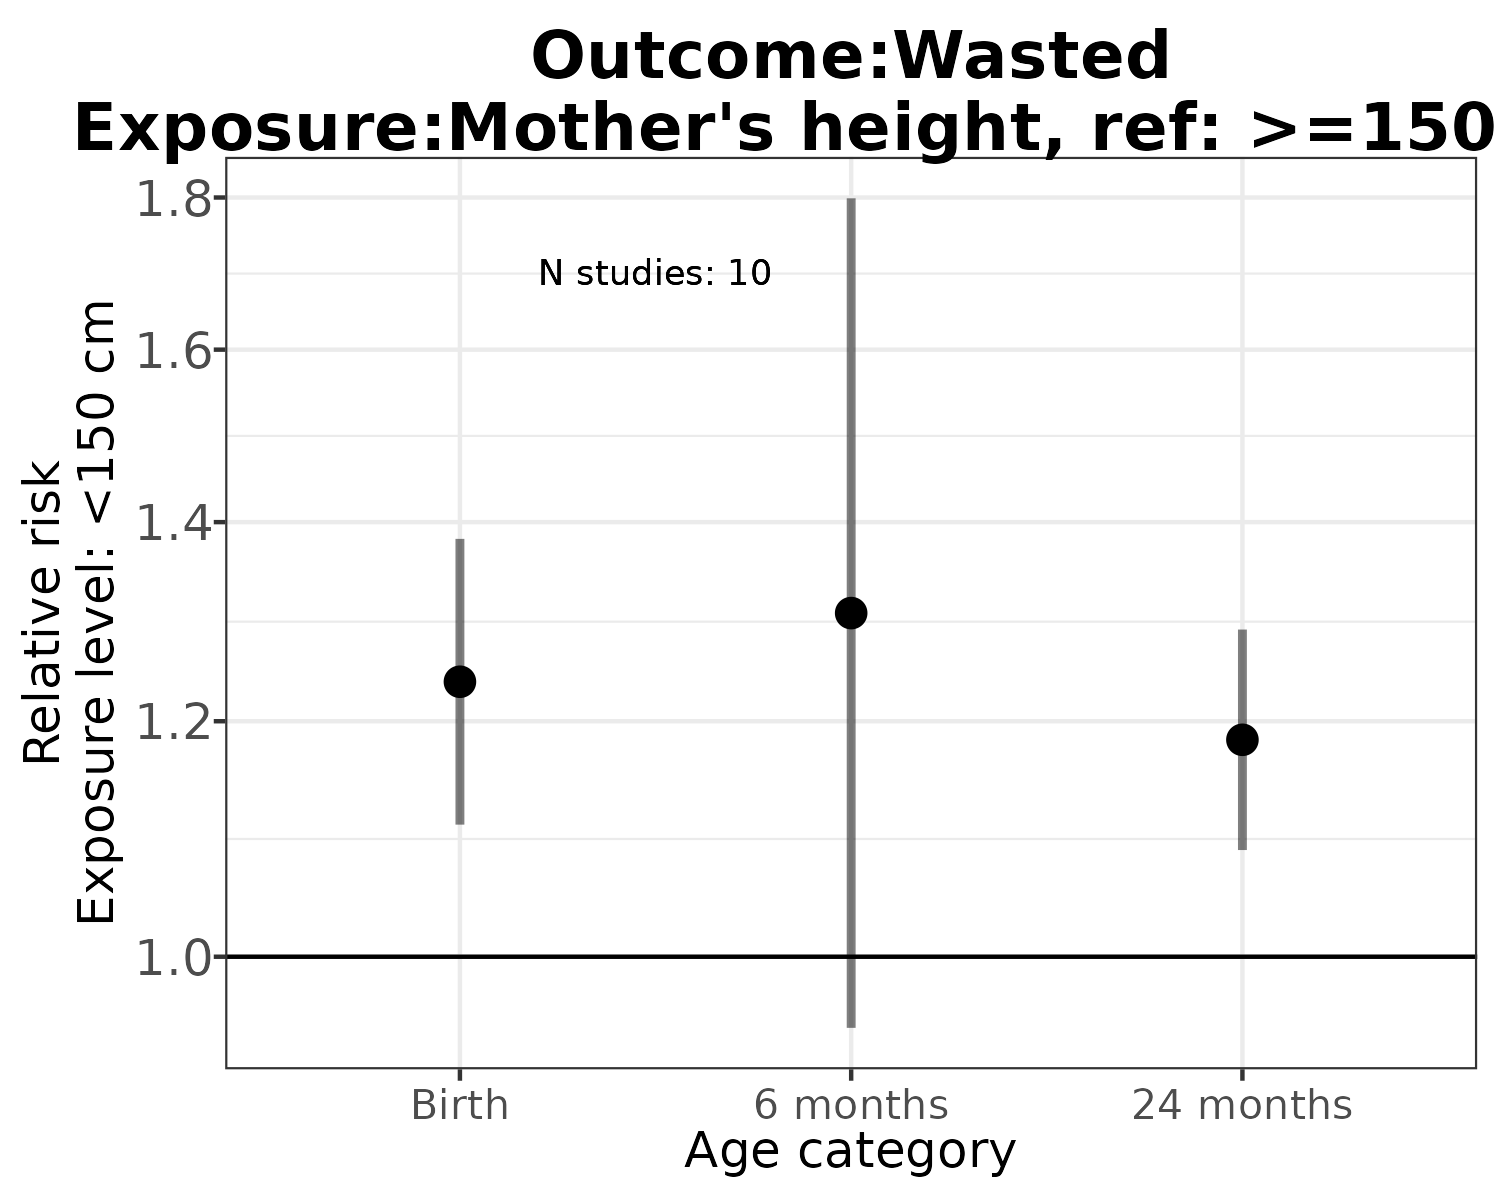 Outcome:Wasted
Exposure:Mother's height, ref: >=150
1.8
1.6
1.4
1.2
1.0
N studies: 10
Relative risk
Exposure level: <150 cm
Birth
6 months
24 months
Age category